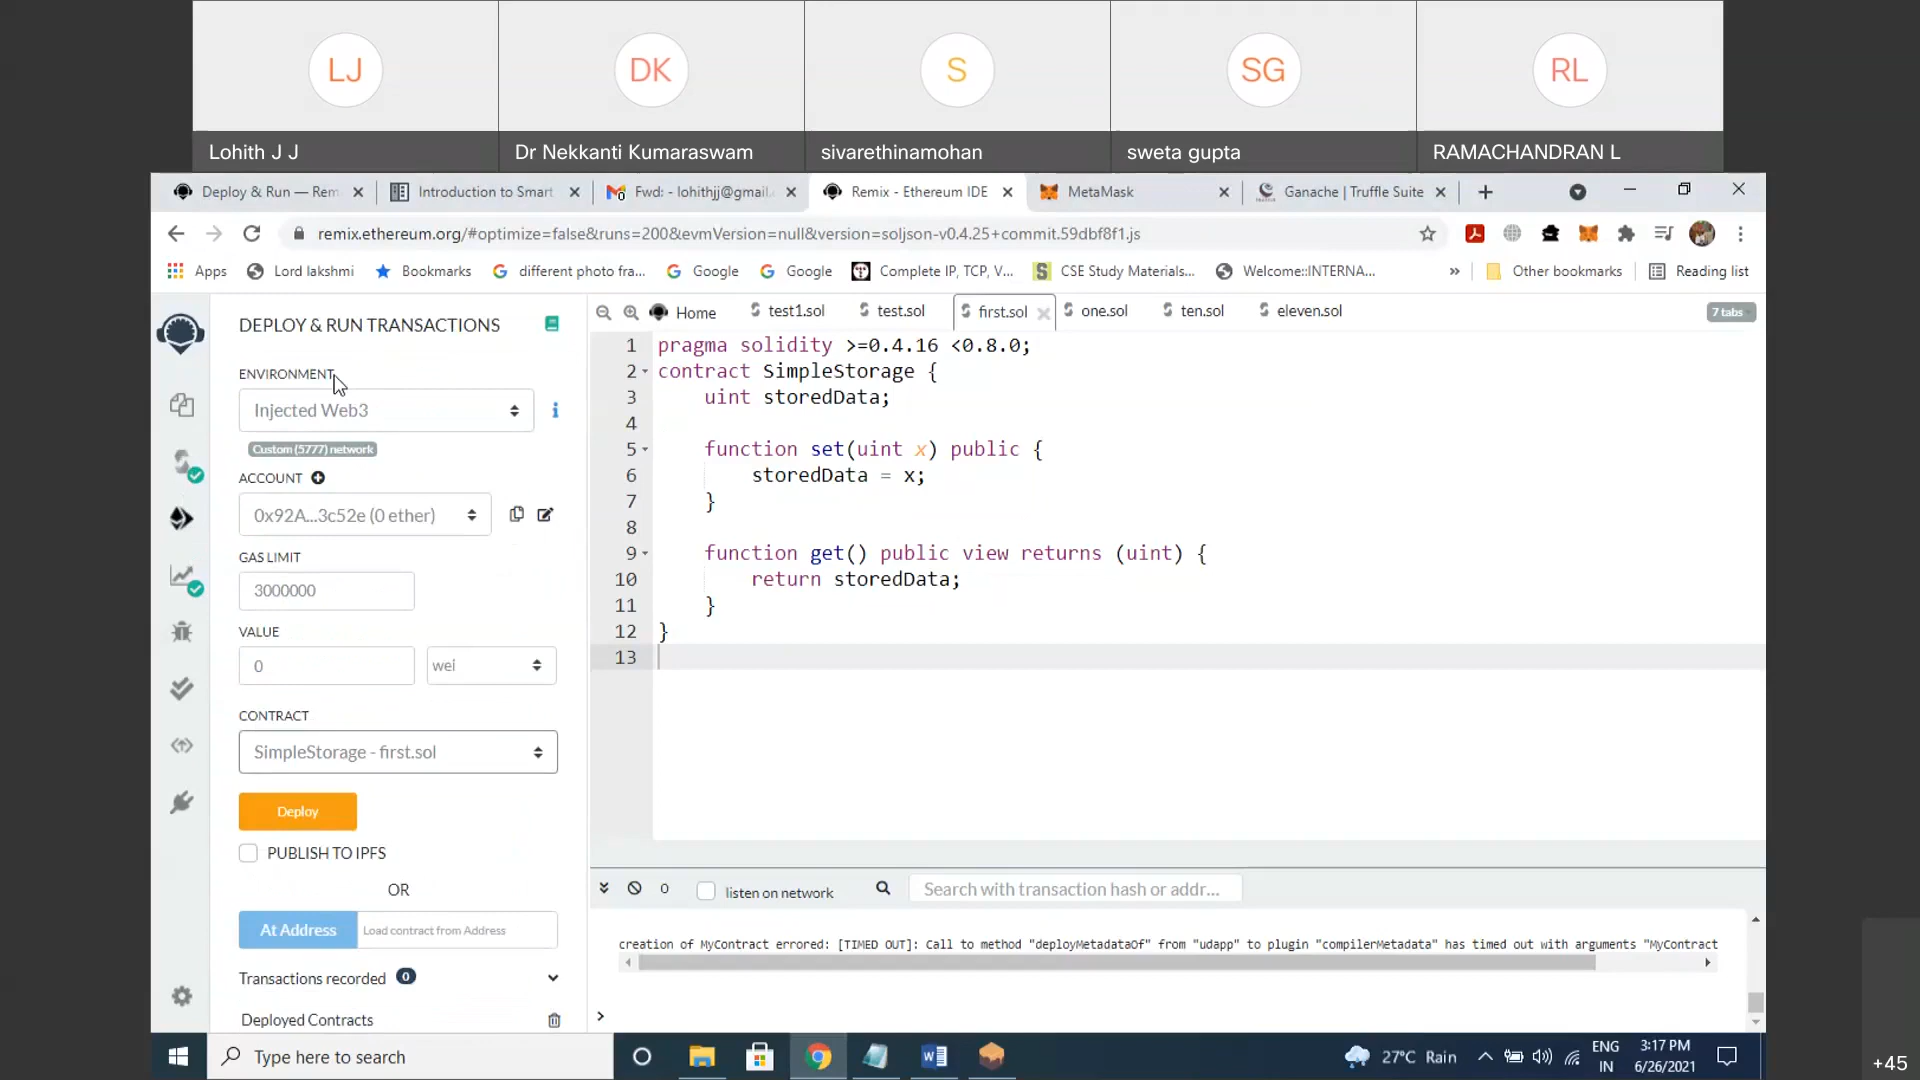 LJ
DK
S
SG
RL
Lohith J J
Dr Nekkanti Kumaraswam
sivarethinamohan
sweta gupta
RAMACHANDRAN L
Deploy & Run — Rem
Introduction to Smart
Fwd: - lohithjj@gmail.
Remix - Ethereum IDE
MetaMask
Ganache | Truffle Suite
remix.ethereum.org/#optimize=false&runs=200&evmVersion=null&version=soljson-v0.4.25+commit.59dbf8f1.js
Apps
Lord lakshmi
Bookmarks
different photo fra...
Google
Google
Complete IP, TCP, V...
CSE Study Materials...
Welcome::INTERNA...
»
Other bookmarks
Reading list
DEPLOY & RUN TRANSACTIONS
Home
test1.sol
test.sol
first.sol
one.sol
ten.sol
eleven.sol
7 tabs
ENVIRONMENT
Injected Web3
Custom (5777) network
ACCOUNT
0x92A...3c52e (0 ether)
GAS LIMIT
3000000
VALUE
0
wei
CONTRACT
SimpleStorage - first.sol
Deploy
PUBLISH TO IPFS
OR
At Address
Load contract from Address
Transactions recorded 0
Deployed Contracts
1 pragma solidity >=0.4.16 <0.8.0;
2 contract SimpleStorage {
3 uint storedData;
4
5 function set(uint x) public {
6 storedData = x;
7 }
8
9 function get() public view returns (uint) {
10 return storedData;
11 }
12 }
13
0
listen on network
Search with transaction hash or addr...
creation of MyContract errored: [TIMED OUT]: Call to method "deployMetadataOf" from "udapp" to plugin "compilerMetadata" has timed out with arguments "MyContract
>
Type here to search
27°C Rain
ENG
IN
3:17 PM
6/26/2021
+45